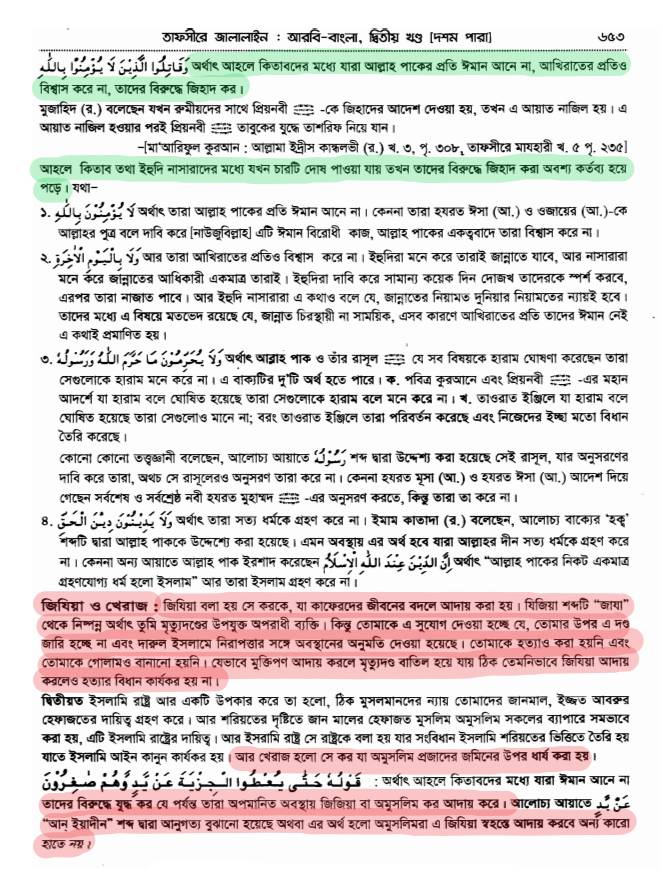 তাফসীরে জালালাইন : আরবি-বাংলা, দ্বিতীয় খণ্ড [দশম পারা] ৬৫৩
وَقَاتِلُوا الَّذِيْنَ لَا يُؤْمِنُوْا بِاللّٰهِ অর্থাৎ আহলে কিতাবদের মধ্যে যারা আল্লাহ পাকের প্রতি ঈমান আনে না, আখিরাতের প্রতিও
বিশ্বাস করে না, তাদের বিরুদ্ধে জিহাদ কর।
মুজাহিদ (র.) বলেছেন যখন রুমীয়দের সাথে প্রিয়নবী ﷺ -কে জিহাদের আদেশ দেওয়া হয়, তখন এ আয়াত নাজিল হয়। এ
আয়াত নাজিল হওয়ার পরই প্রিয়নবী ﷺ তাবুকের যুদ্ধে তাশরিফ নিয়ে যান।
–[মা'আরিফুল কুরআন : আল্লামা ইদ্রীস কান্ধলভী (র.) খ. ৩, পৃ. ৩০৮, তাফসীরে মাযহারী খ. ৫ পৃ. ২৩৫]
আহলে কিতাব তথা ইহুদি নাসারাদের মধ্যে যখন চারটি দোষ পাওয়া যায় তখন তাদের বিরুদ্ধে জিহাদ করা অবশ্য কর্তব্য হয়ে
পড়ে। যথা–
১. لَا يُؤْمِنُوْنَ بِاللّٰهِ অর্থাৎ তারা আল্লাহ পাকের প্রতি ঈমান আনে না। কেননা তারা হযরত ঈসা (আ.) ও ওজায়ের (আ.)-কে
আল্লাহর পুত্র বলে দাবি করে [নাউজুবিল্লাহ] এটি ঈমান বিরোধী কাজ, আল্লাহ পাকের একত্ববাদে তারা বিশ্বাস করে না।
২. وَلَا بِالْيَوْمِ الْاٰخِرَةِ আর তারা আখিরাতের প্রতিও বিশ্বাস করে না। ইহুদিরা মনে করে তারাই জান্নাতে যাবে, আর নাসারারা
মনে করে জান্নাতের আধিকারী একমাত্র তারাই। ইহুদিরা দাবি করে সামান্য কয়েক দিন দোজখ তাদেরকে স্পর্শ করবে,
এরপর তারা নাজাত পাবে। আর ইহুদি নাসারারা এ কথাও বলে যে, জান্নাতের নিয়ামত দুনিয়ার নিয়ামতের ন্যায়ই হবে।
তাদের মধ্যে এ বিষয়ে মতভেদ রয়েছে যে, জান্নাত চিরস্থায়ী না সাময়িক, এসব কারণে আখিরাতের প্রতি তাদের ঈমান নেই
এ কথাই প্রমাণিত হয়।
৩. وَلَا يُحَرِّمُوْنَ مَا حَرَّمَ اللّٰهُ وَرَسُوْلُهُ অর্থাৎ আল্লাহ পাক ও তাঁর রাসূল ﷺ যে সব বিষয়কে হারাম ঘোষণা করেছেন তারা
সেগুলোকে হারাম মনে করে না। এ বাক্যটির দু'টি অর্থ হতে পারে। ক. পবিত্র কুরআনে এবং প্রিয়নবী ﷺ -এর মহান
আদর্শে যা হারাম বলে ঘোষিত হয়েছে তারা সেগুলোকে হারাম বলে মনে করে না। খ. তাওরাত ইঞ্জিলে যা হারাম বলে
ঘোষিত হয়েছে তারা সেগুলোও মানে না; বরং তাওরাত ইঞ্জিলে তারা পরিবর্তন করেছে এবং নিজেদের ইচ্ছা মতো বিধান
তৈরি করেছে।
কোনো কোনো তত্ত্বজ্ঞানী বলেছেন, আলোচ্য আয়াতে رَسُوْلُهُ শব্দ দ্বারা উদ্দেশ্য করা হয়েছে সেই রাসূল, যার অনুসরণের
দাবি করে তারা, অথচ সে রাসূলেরও অনুসরণ তারা করে না। কেননা হযরত মূসা (আ.) ও হযরত ঈসা (আ.) আদেশ দিয়ে
গেছেন সর্বশেষ ও সর্বশ্রেষ্ঠ নবী হযরত মুহাম্মদ ﷺ -এর অনুসরণ করতে, কিন্তু তারা তা করে না।
৪. وَلَا يَدِيْنُوْنَ دِيْنَ الْحَقِّ অর্থাৎ তারা সত্য ধর্মকে গ্রহণ করে না। ইমাম কাতাদা (র.) বলেছেন, আলোচ্য বাক্যের 'হক্ব'
শব্দটি দ্বারা আল্লাহ পাককে উদ্দেশ্যে করা হয়েছে। এমন অবস্থায় এর অর্থ হবে যারা আল্লাহর দীন সত্য ধর্মকে গ্রহণ করে
না। কেননা অন্য আয়াতে আল্লাহ পাক ইরশাদ করেছেন اِنَّ الدِّيْنَ عِنْدَ اللّٰهِ الْاِسْلَامُ অর্থাৎ "আল্লাহ পাকের নিকট একমাত্র
গ্রহণযোগ্য ধর্ম হলো ইসলাম" আর তারা ইসলাম গ্রহণ করে না।
জিযিয়া ও খেরাজ : জিযিয়া বলা হয় সে করকে, যা কাফেরদের জীবনের বদলে আদায় করা হয়। যিজিয়া শব্দটি "জাযা"
থেকে নিষ্পন্ন অর্থাৎ তুমি মৃত্যুদণ্ডের উপযুক্ত অপরাধী ব্যক্তি। কিন্তু তোমাকে এ সুযোগ দেওয়া হচ্ছে যে, তোমার উপর এ দণ্ড
জারি হচ্ছে না এবং দারুল ইসলামে নিরাপত্তার সঙ্গে অবস্থানের অনুমতি দেওয়া হয়েছে। তোমাকে হত্যাও করা হয়নি এবং
তোমাকে গোলামও বানানো হয়নি। যেভাবে মুক্তিপণ আদায় করলে মৃত্যুদণ্ড বাতিল হয়ে যায় ঠিক তেমনিভাবে জিযিয়া আদায়
করলেও হত্যার বিধান কার্যকর হয় না।
দ্বিতীয়ত ইসলামি রাষ্ট্র আর একটি উপকার করে তা হলো, ঠিক মুসলমানদের ন্যায় তোমাদের জানমাল, ইজ্জত আবরুর
হেফাজতের দায়িত্ব গ্রহণ করে। আর শরিয়তের দৃষ্টিতে জান মালের হেফাজত মুসলিম অমুসলিম সকলের ব্যাপারে সমভাবে
করা হয়, এটি ইসলামি রাষ্ট্রের দায়িত্ব। আর ইসরামি রাষ্ট্র সে রাষ্ট্রকে বলা হয় যার সংবিধান ইসলামি শরিয়তের ভিত্তিতে তৈরি হয়
যাতে ইসলামি আইন কানুন কার্যকর হয়। আর খেরাজ হলো সে কর যা অমুসলিম প্রজাদের জমিনের উপর ধার্য করা হয়।
قَوْلُهُ حَتّٰى يُعْطُوا الْجِزْيَةَ عَنْ يَّدٍ وَّهُمْ صٰغِرُوْنَ : অর্থাৎ আহলে কিতাবদের মধ্যে যারা ঈমান আনে না
তাদের বিরুদ্ধে যুদ্ধ কর যে পর্যন্ত তারা অপমানিত অবস্থায় জিজিয়া বা অমুসলিম কর আদায় করে। আলোচ্য আয়াতে عَنْ يَّدٍ
"আন্ ইয়াদীন" শব্দ দ্বারা আনুগত্য বুঝানো হয়েছে অথবা এর অর্থ হলো অমুসলিমরা এ জিযিয়া স্বহস্তে আদায় করবে অন্য কারো
হাতে নয়।